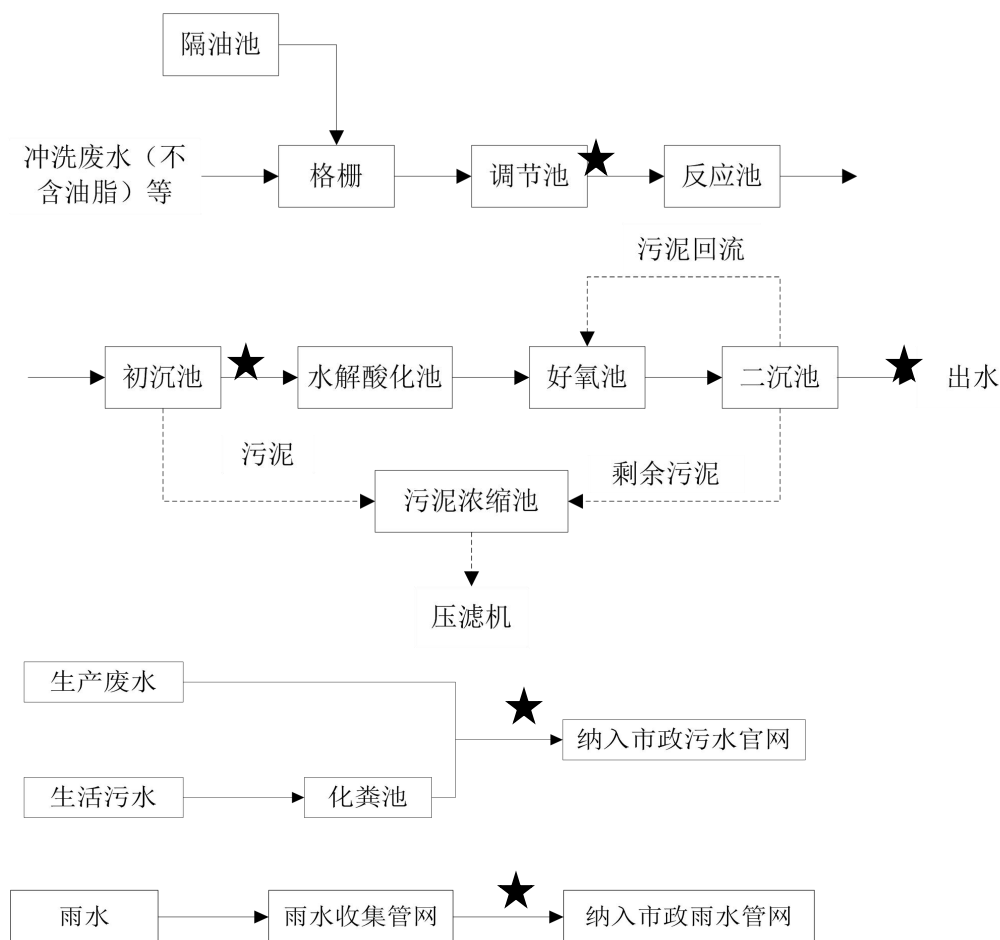 隔油池
冲洗废水（不
含油脂）等
格栅
调节池
反应池
污泥回流
初沉池
水解酸化池
好氧池
二沉池
出水
污泥
剩余污泥
污泥浓缩池
压滤机
生产废水
纳入市政污水官网
生活污水
化粪池
雨水
雨水收集管网
纳入市政雨水管网